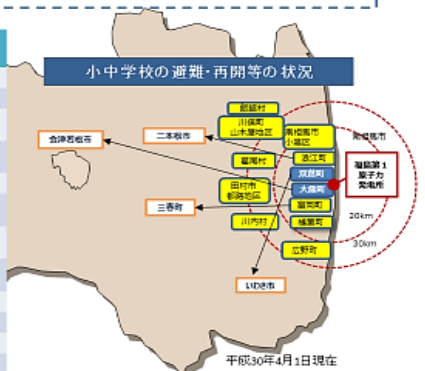 小中学校の避難・再開等の状況
飯舘村
川俣町
山木屋地区
南相馬市
小高区
南相馬市
会津若松市
二本松市
浪江町
葛尾村
双葉町
福島第1
原子力
発電所
大熊町
田村市
都路地区
三春町
富岡町
20km
川内村
楢葉町
30km
広野町
いわき市
平成30年4月1日現在